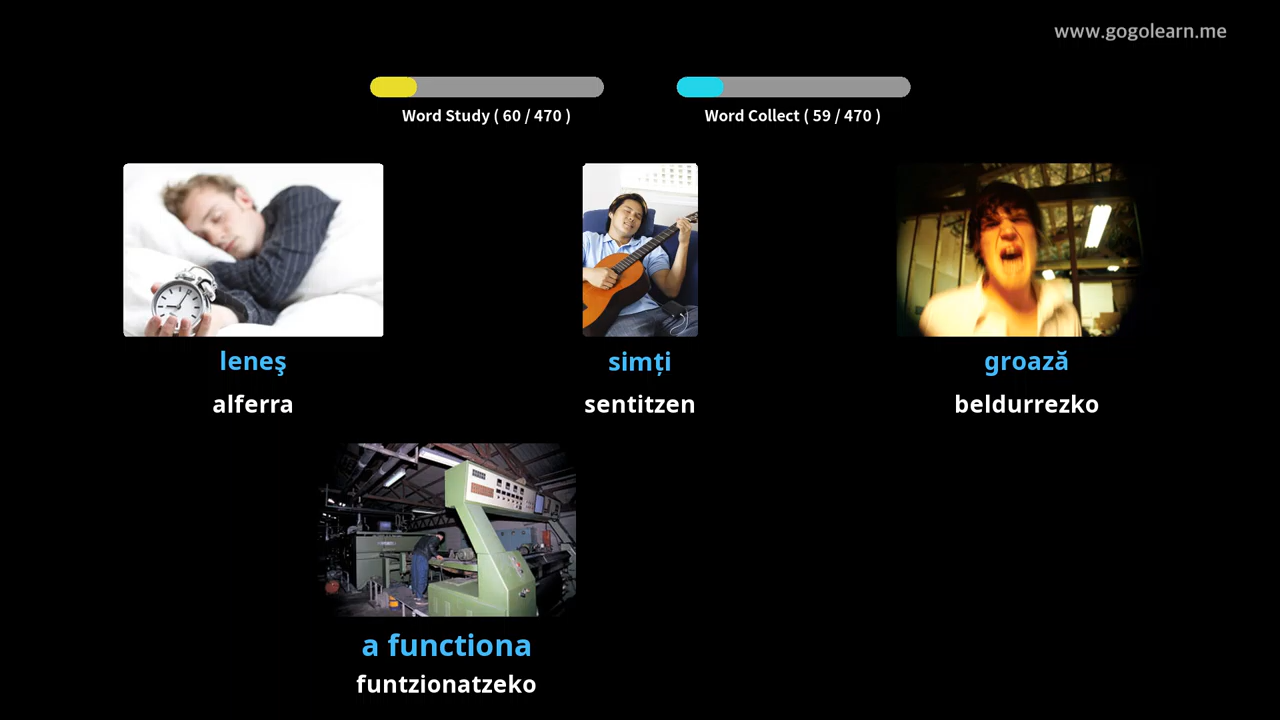 www.gogolearn.me
Word Study ( 60 / 470 )
Word Collect ( 59 / 470 )
leneş
simți
groază
alferra
sentitzen
beldurrezko
a functiona
funtzionatzeko